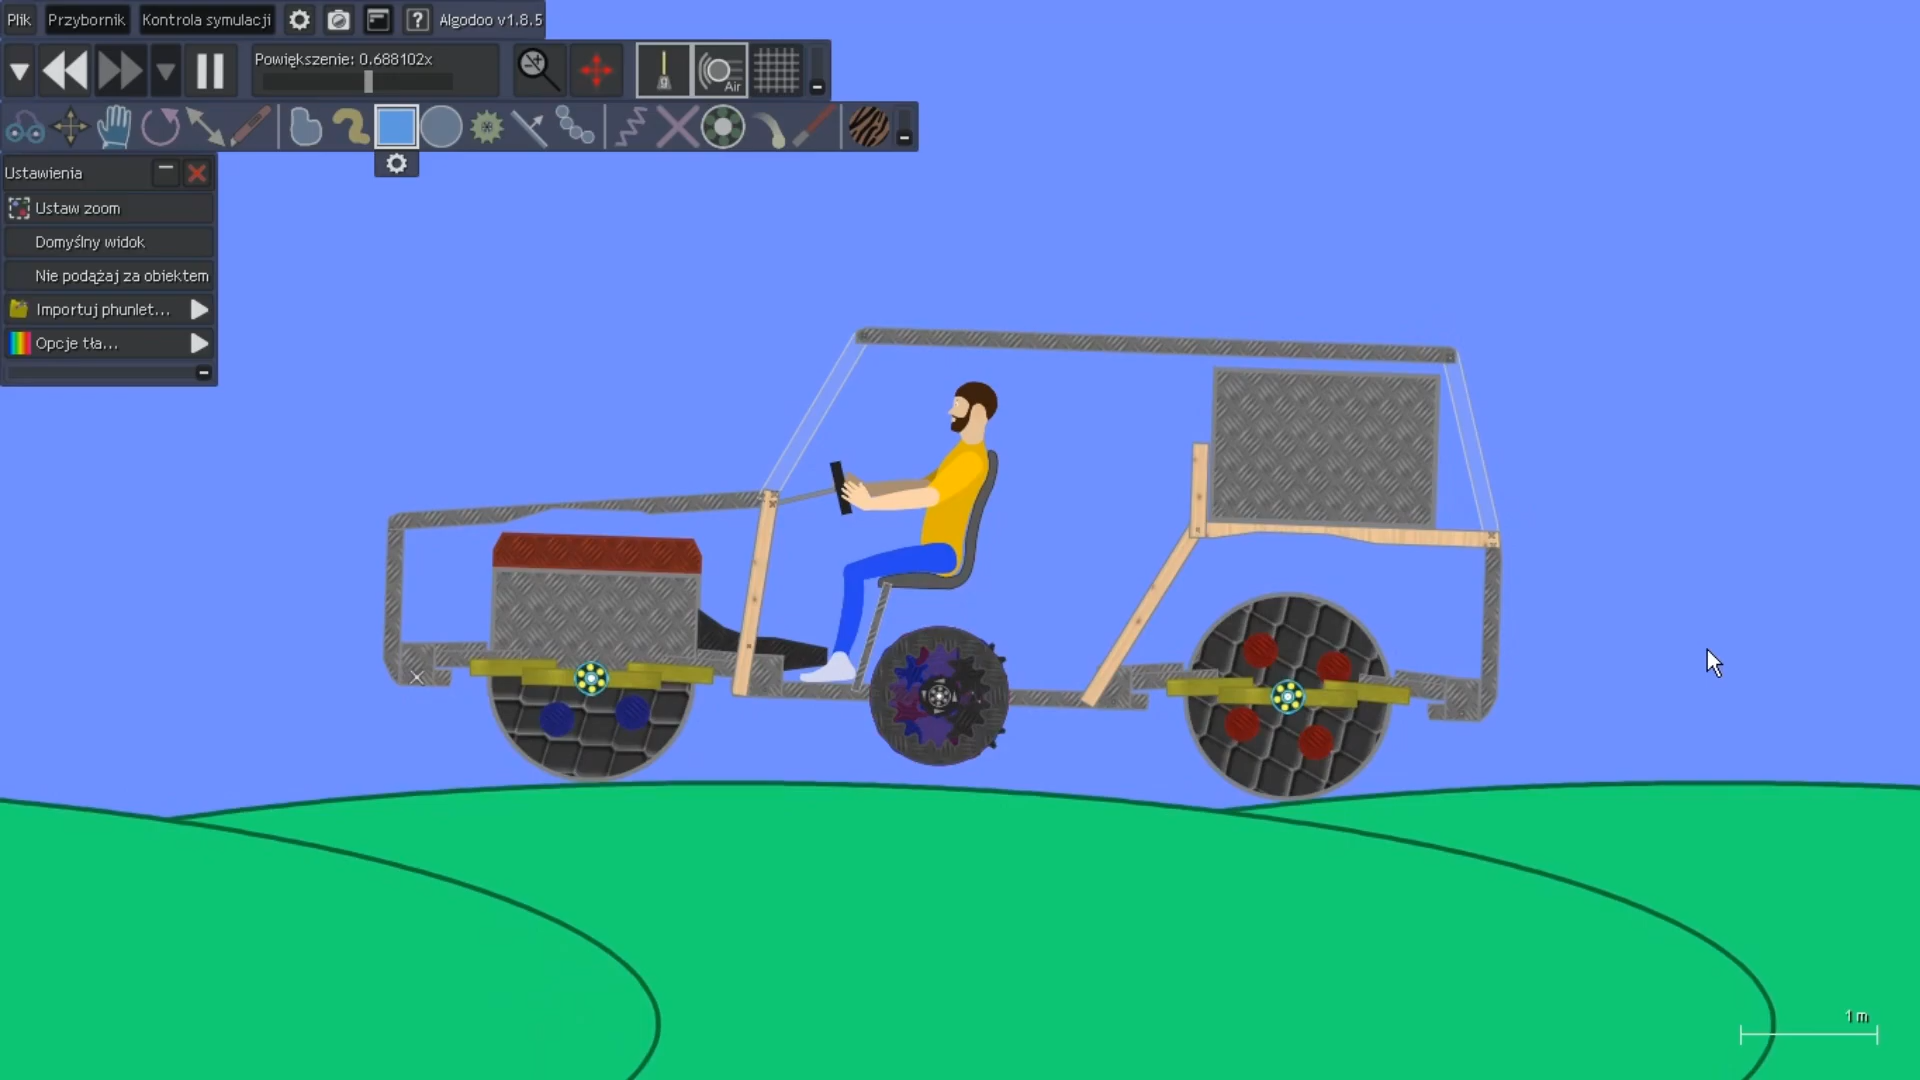 Plik Przybornik Kontrola symulacji Algodoo v1.8.5
Powiększenie: 0.688102x
Air
Ustawienia
Ustaw zoom
Domyślny widok
Nie podążaj za obiektem
Importuj phunlet...
Opcje tła...
1 m